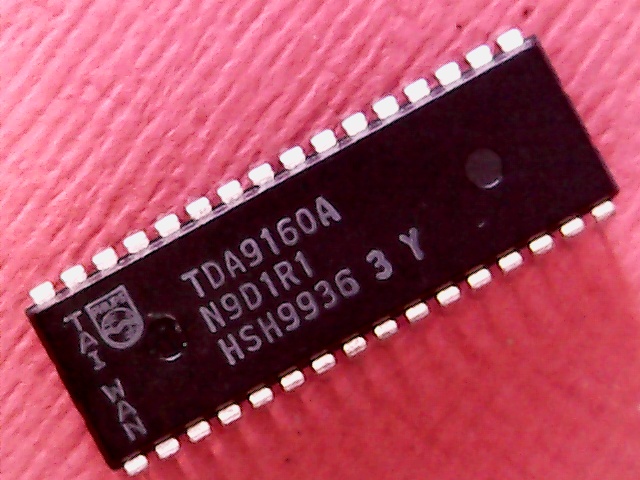 TDA9160A
N9D1R1
HSH9936 3 Y
TAI WAN